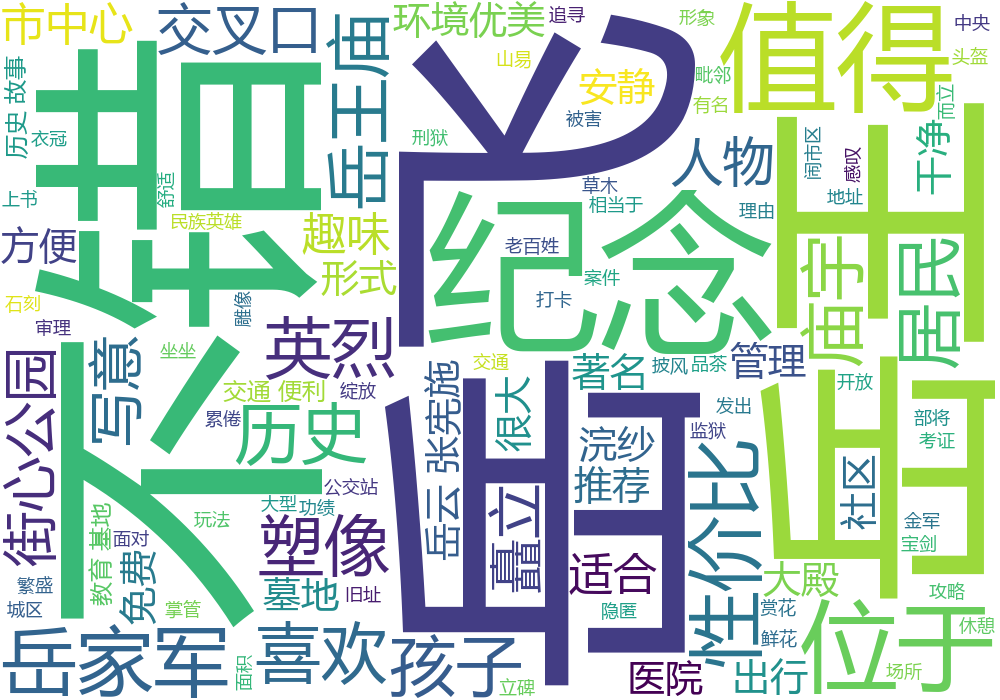 市中心
交叉口
岳王庙
环境优美
追寻
形象
值得
中央
头盔
山易
安静
毗邻
有名
而立
历史 故事
衣冠
上书
不错
舒适
民族英雄
刑狱
被害
岳飞
人物
闹市区
感叹
地址
干净
岳王
草木
相当于
理由
方便
趣味
形式
纪念
老百姓
案件
打卡
庙宇
居民
石刻
审理
雕像
英烈
街心公园
写意
坐坐
交通 便利
绽放
交通
著名
披风
品茶
管理
开放
累倦
历史
张宪施
岳云
很大
浣纱
推荐
发出
监狱
部将
考证
矗立
性价比
社区
公交站
大型
功绩
玩法
教育 基地
面对
塑像
金军
宝剑
繁盛
城区
免费
掌管
墓地
旧址
适合
隐匿
大殿
攻略
赏花
鲜花
位于
休憩
场所
岳家军
面积
喜欢
孩子
立碑
医院
出行